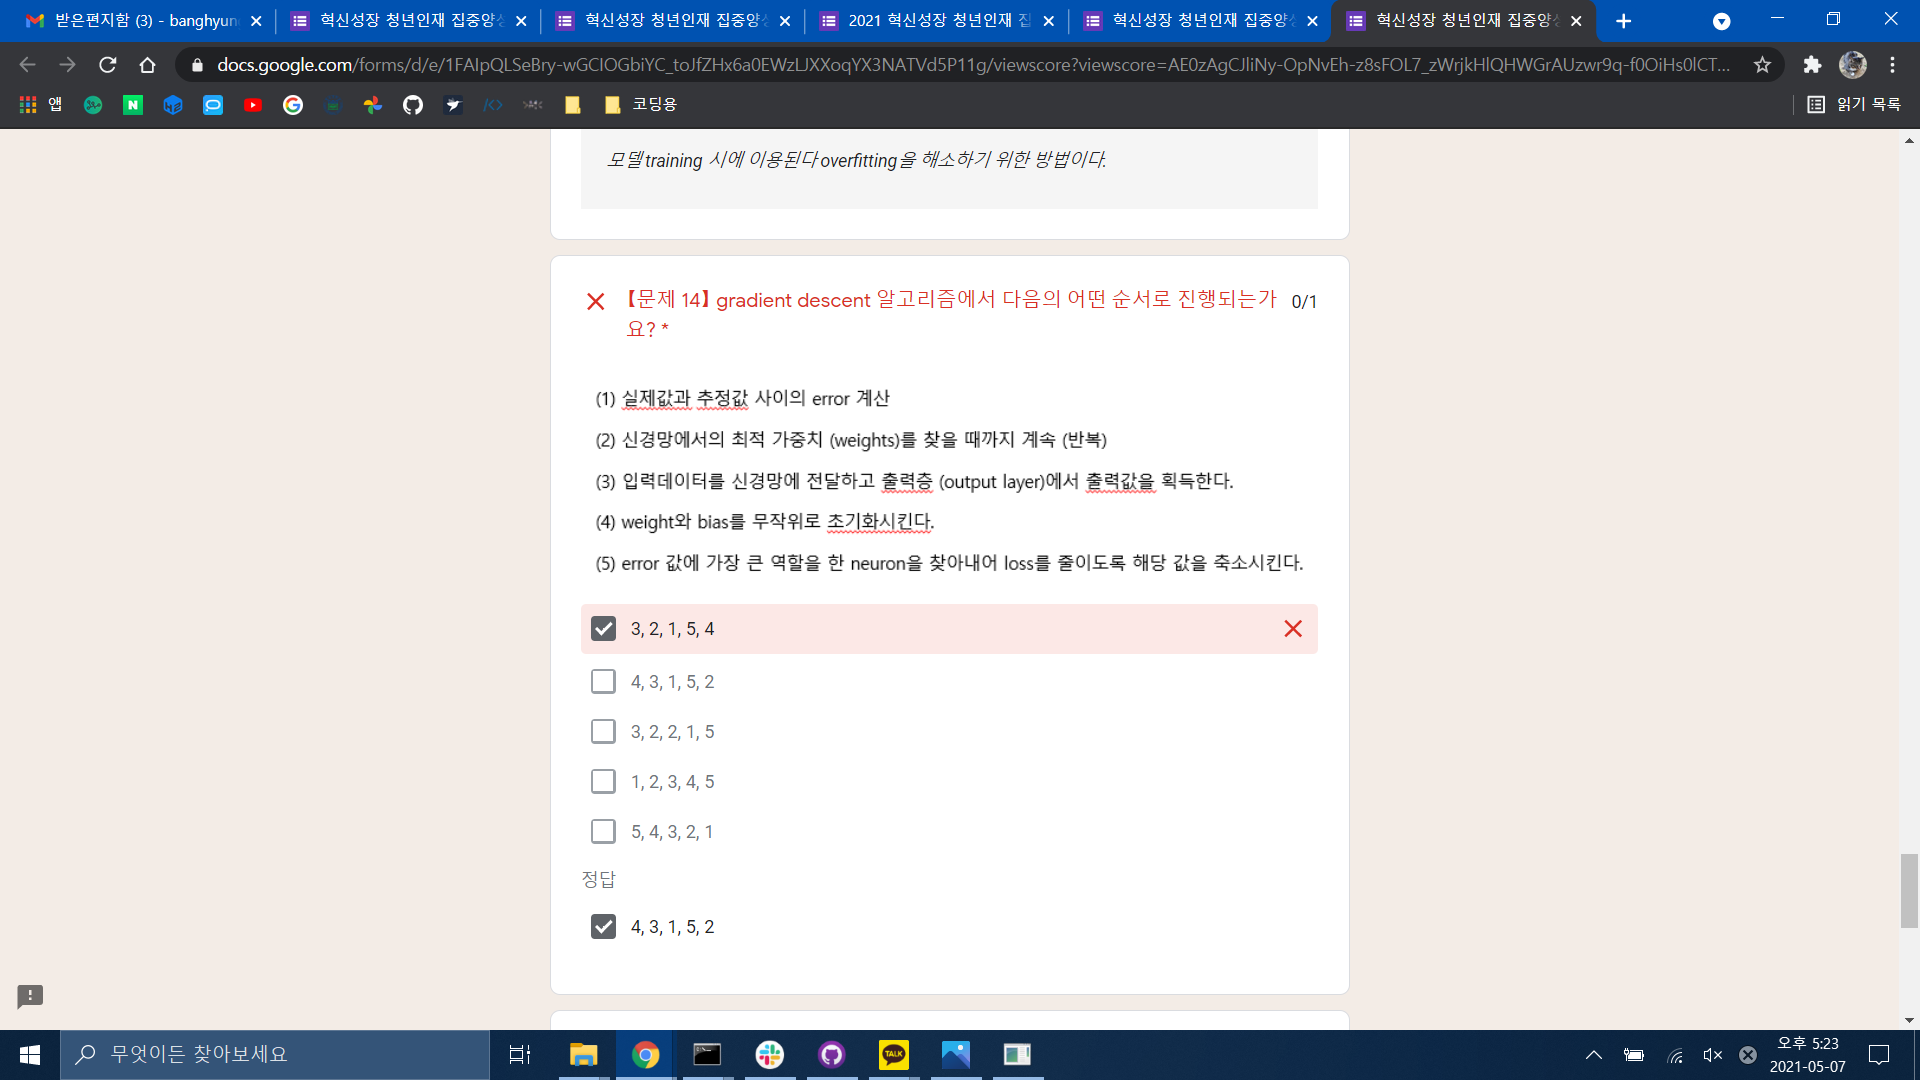 받은편지함 (3) - banghyun
혁신성장 청년인재 집중양성
혁신성장 청년인재 집중양성
2021 혁신성장 청년인재 집
혁신성장 청년인재 집중양성
혁신성장 청년인재 집중양성
docs.google.com/forms/d/e/1FAIpQLSeBry-wGCIOGbiYC_toJfZHx6a0EWzLJXXoqYX3NATVd5P11g/viewscore?viewscore=AE0zAgCJliNy-OpNvEh-z8sFOL7_zWrjkHlQHWGrAUzwr9q-f0OiHs0lCT...
앱
코딩용
읽기 목록
모델 training 시에 이용된다 overfitting을 해소하기 위한 방법이다.
【문제 14】 gradient descent 알고리즘에서 다음의 어떤 순서로 진행되는가
요? *
0/1
(1) 실제값과 추정값 사이의 error 계산
(2) 신경망에서의 최적 가중치 (weights)를 찾을 때까지 계속 (반복)
(3) 입력데이터를 신경망에 전달하고 출력층 (output layer)에서 출력값을 획득한다.
(4) weight와 bias를 무작위로 초기화시킨다.
(5) error 값에 가장 큰 역할을 한 neuron을 찾아내어 loss를 줄이도록 해당 값을 축소시킨다.
3, 2, 1, 5, 4
4, 3, 1, 5, 2
3, 2, 2, 1, 5
1, 2, 3, 4, 5
5, 4, 3, 2, 1
정답
4, 3, 1, 5, 2
무엇이든 찾아보세요
TALK
오후 5:23
2021-05-07